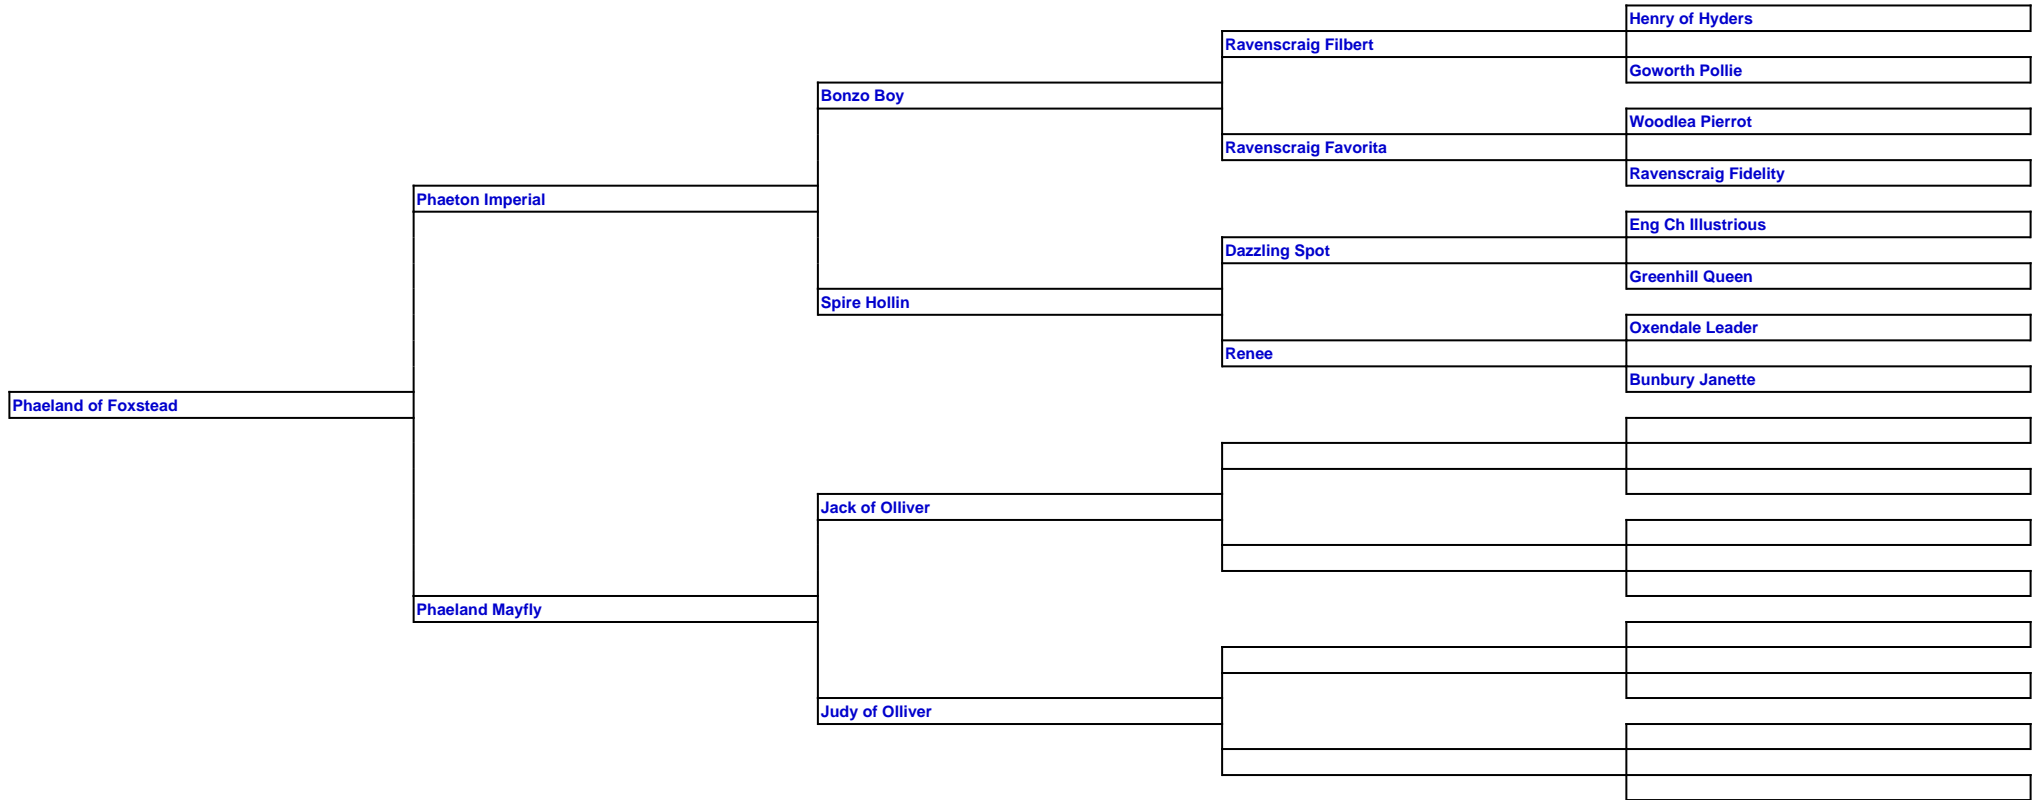 Henry of Hyders
Ravenscraig Filbert
Goworth Pollie
Bonzo Boy
Woodlea Pierrot
Ravenscraig Favorita
Ravenscraig Fidelity
Phaeton Imperial
Eng Ch Illustrious
Dazzling Spot
Greenhill Queen
Spire Hollin
Oxendale Leader
Renee
Bunbury Janette
Phaeland of Foxstead
Jack of Olliver
Phaeland Mayfly
Judy of Olliver